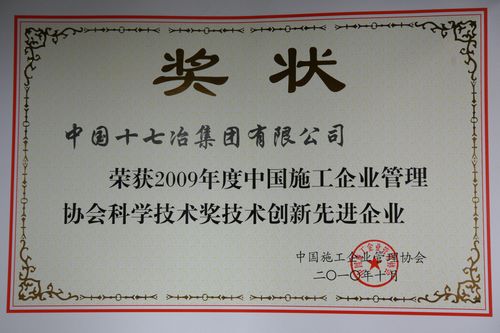 奖状
中国十七冶集团有限公司
荣获2009年度中国施工企业管理
协会科学技术奖技术创新先进企业
中国施工企业管理协会
二〇一〇年十月